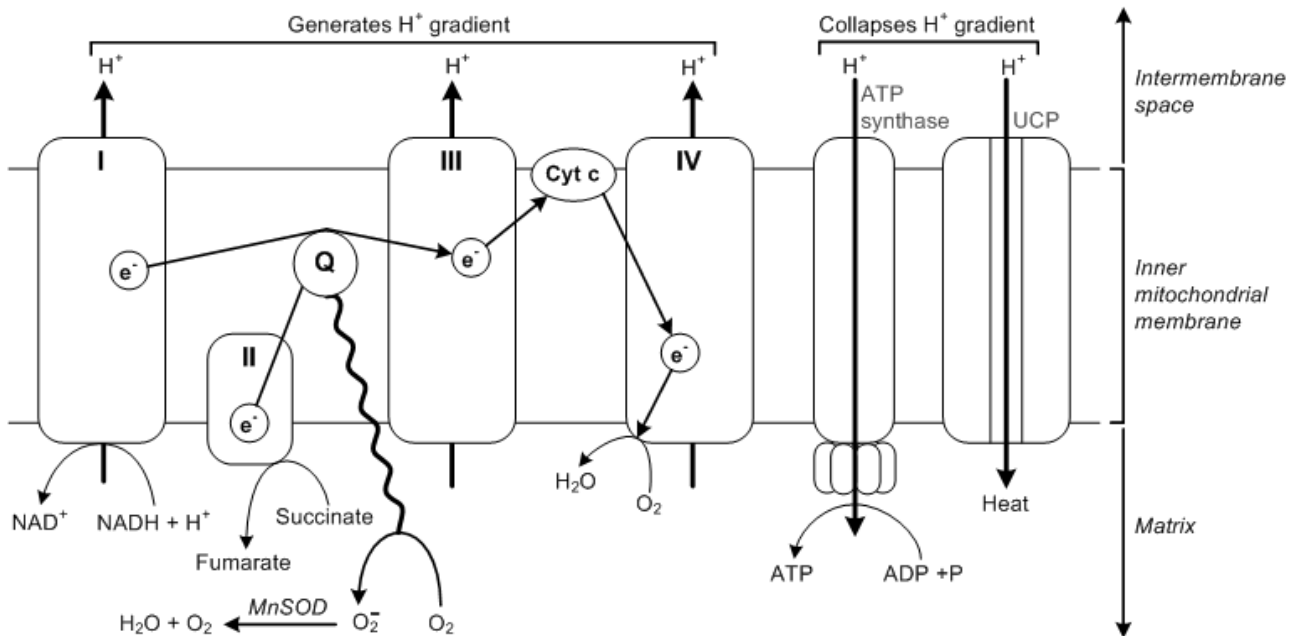 Generates H⁺ gradient
Collapses H⁺ gradient
H⁺
H⁺
H⁺
H⁺
H⁺
Intermembrane
space
ATP
synthase
UCP
I
III
Cyt c
IV
e⁻
Q
e⁻
Inner
mitochondrial
membrane
II
e⁻
e⁻
H₂O
O₂
Heat
NAD⁺
NADH + H⁺
Succinate
Matrix
Fumarate
ATP
ADP +P
H₂O + O₂
MnSOD
O₂⁻
O₂